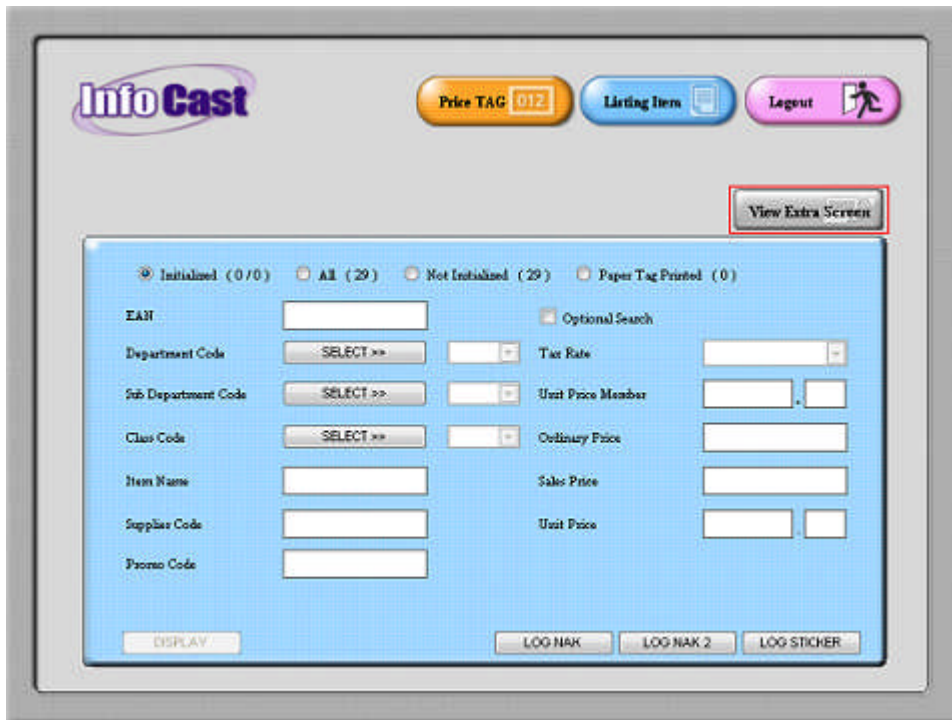 InfoCast
Price TAG 012 Listing Item Logout
View Extra Screen
Initialized ( 0 / 0 ) All ( 29 ) Not Initialized ( 29 ) Paper Tag Printed ( 0 )
EAN Optional Search
Department Code SELECT >> Tax Rate
Sub Department Code SELECT >> Unit Price Member .
Class Code SELECT >> Ordinary Price
Item Name Sales Price
Supplier Code Unit Price .
Promo Code
DISPLAY LOG NAK LOG NAK 2 LOG STICKER